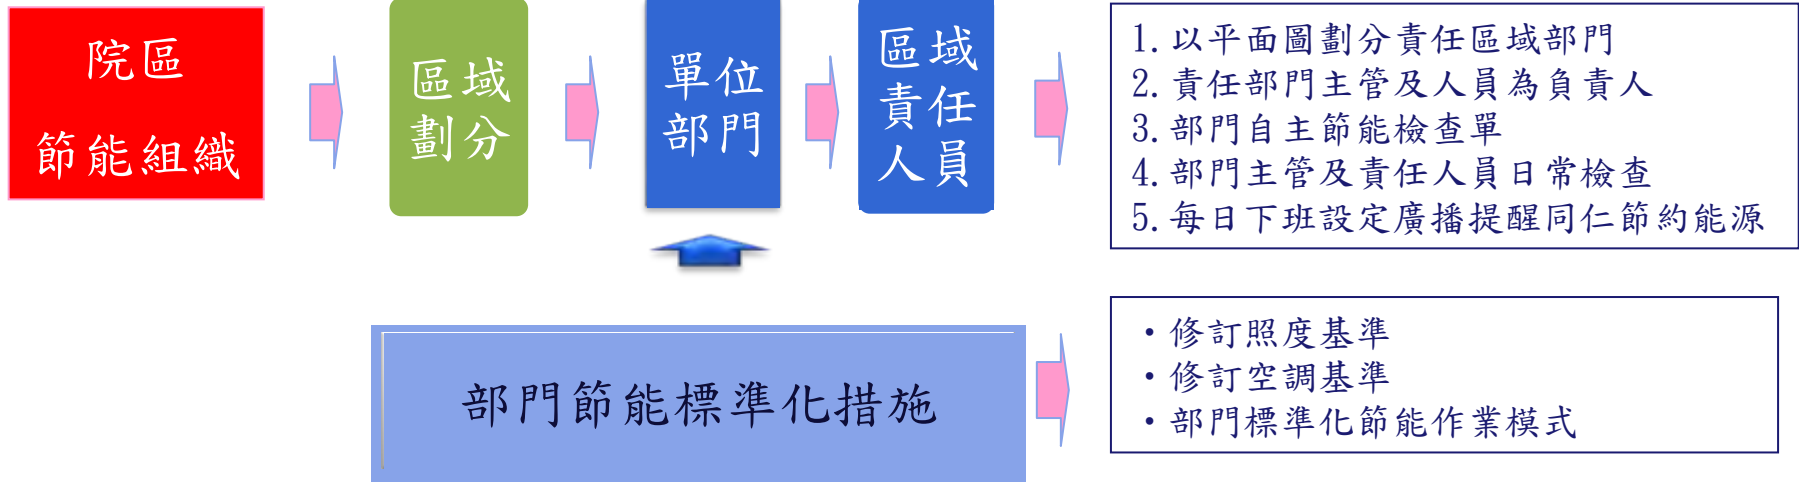 院區
節能組織
區域
劃分
單位
部門
區域
責任
人員
1.以平面圖劃分責任區域部門
2.責任部門主管及人員為負責人
3.部門自主節能檢查單
4.部門主管及責任人員日常檢查
5.每日下班設定廣播提醒同仁節約能源
部門節能標準化措施
•修訂照度基準
•修訂空調基準
•部門標準化節能作業模式